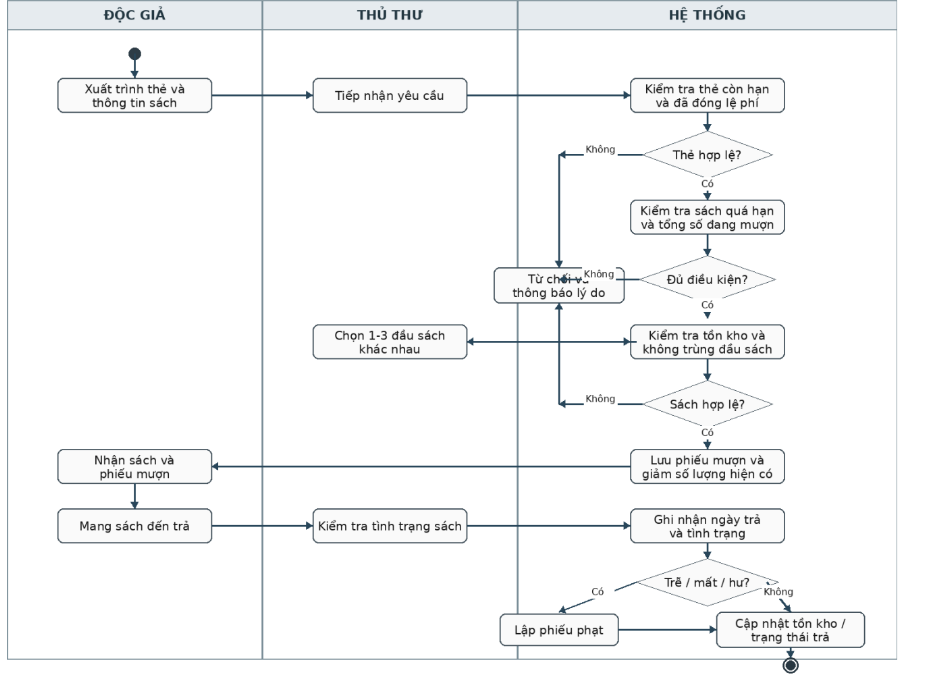 ĐỘC GIẢ
THỦ THƯ
HỆ THỐNG
Xuất trình thẻ và
thông tin sách
Tiếp nhận yêu cầu
Kiểm tra thẻ còn hạn
và đã đóng lệ phí
Không
Thẻ hợp lệ?
Có
Kiểm tra sách quá hạn
và tổng số đang mượn
Từ chối và
thông báo lý do
Không
Đủ điều kiện?
Có
Chọn 1-3 đầu sách
khác nhau
Kiểm tra tồn kho và
không trùng đầu sách
Không
Sách hợp lệ?
Có
Nhận sách và
phiếu mượn
Lưu phiếu mượn và
giảm số lượng hiện có
Mang sách đến trả
Kiểm tra tình trạng sách
Ghi nhận ngày trả
và tình trạng
Trễ / mất / hư?
Có
Không
Lập phiếu phạt
Cập nhật tồn kho /
trạng thái trả